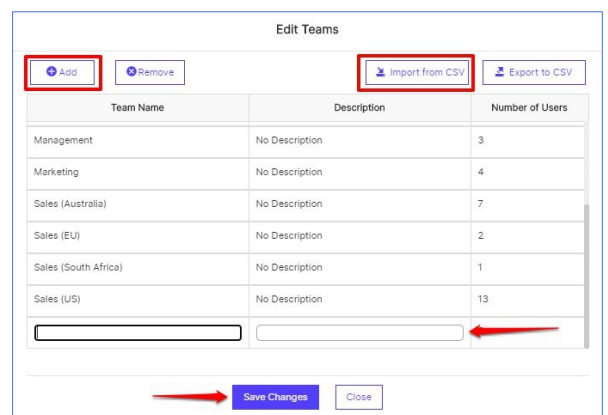 Edit Teams
Add Remove Import from CSV Export to CSV
Team Name Description Number of Users
Management No Description 3
Marketing No Description 4
Sales (Australia) No Description 7
Sales (EU) No Description 2
Sales (South Africa) No Description 1
Sales (US) No Description 13
Save Changes Close